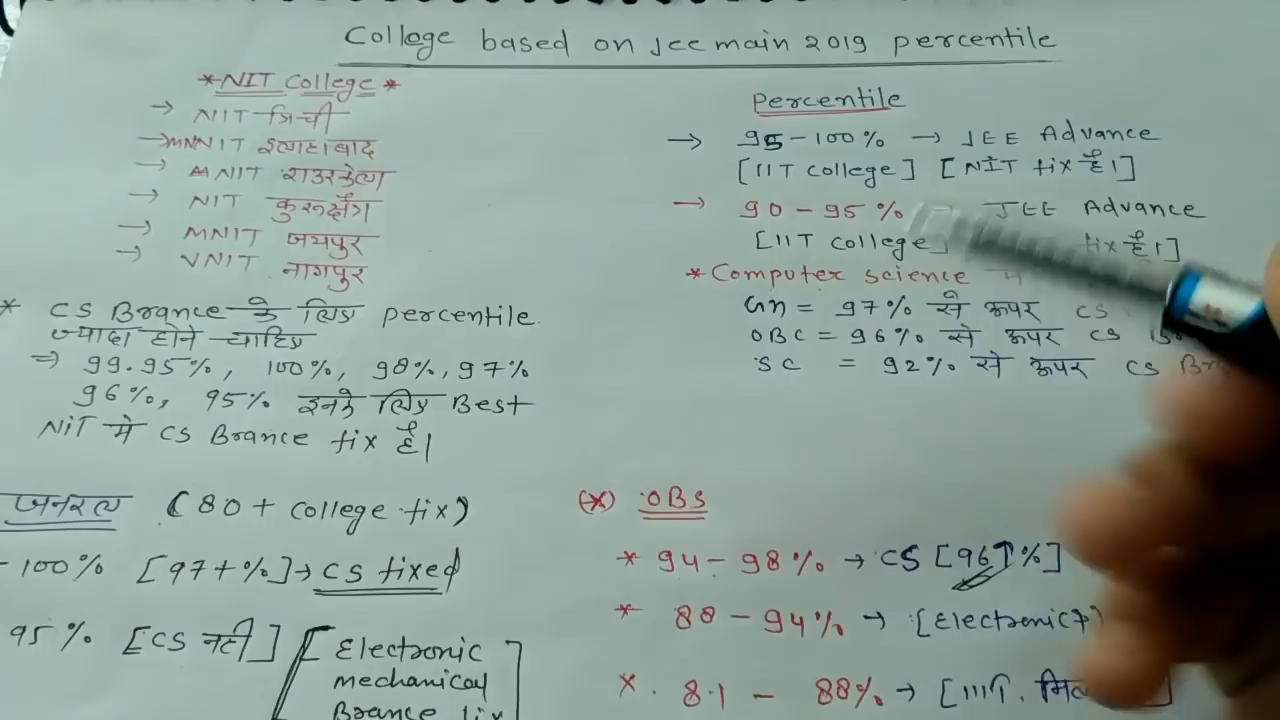 College based on Jee main 2019 percentile
*NIT College*
→ NIT त्रिची
→ MNNIT इलाहाबाद
→ NIT राउरकेला
→ NIT कुरूक्षेत्र
→ MNIT जयपुर
→ VNIT नागपुर
* CS Brance के लिए percentile
ज्यादा होने चाहिए
⇒ 99.95%, 100%, 98%, 97%
96%, 95% इनके लिए Best
NiT मे CS Brance fix है।
जनरल (80+ college fix)
- 100% [97+%]→ CS fixed
95% [CS नही] [Electronic
mechanical
Brance fix
Percentile
→ 95-100% → JEE Advance
[IIT College] [NIT fix है।]
→ 90-95% JEE Advance
[IIT College] fix है।]
*Computer science में
Gn = 97% से ऊपर CS
OBC = 96% से ऊपर CS
SC = 92% से ऊपर CS
(*) OBS
* 94-98% → CS [96↑%]
* 88-94% → [Electronic
* 81 - 88% →